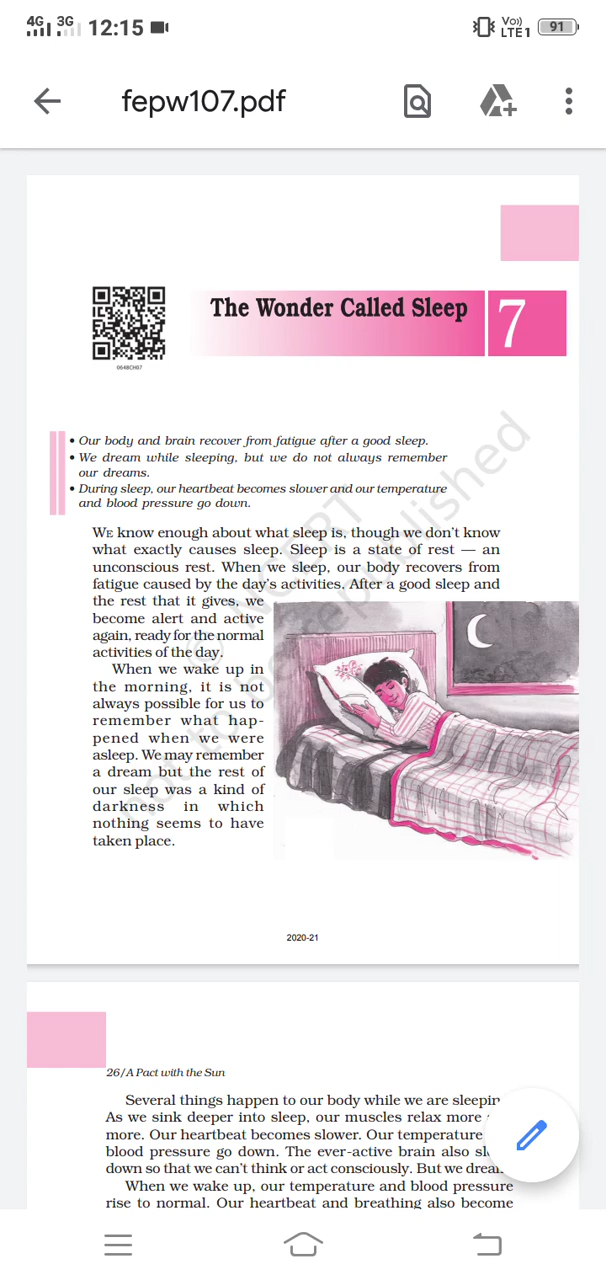 4G 3G 12:15 Vo)) LTE1 91
fepw107.pdf
The Wonder Called Sleep 7
0648CH07
• Our body and brain recover from fatigue after a good sleep.
• We dream while sleeping, but we do not always remember
our dreams.
• During sleep, our heartbeat becomes slower and our temperature
and blood pressure go down.
WE know enough about what sleep is, though we don't know
what exactly causes sleep. Sleep is a state of rest — an
unconscious rest. When we sleep, our body recovers from
fatigue caused by the day's activities. After a good sleep and
the rest that it gives, we
become alert and active
again, ready for the normal
activities of the day.
When we wake up in
the morning, it is not
always possible for us to
remember what hap-
pened when we were
asleep. We may remember
a dream but the rest of
our sleep was a kind of
darkness in which
nothing seems to have
taken place.
© NCERT
not to be republished
2020-21
26/A Pact with the Sun
Several things happen to our body while we are
As we sink deeper into sleep, our muscles relax more
more. Our heartbeat becomes slower. Our temperature
blood pressure go down. The ever-active brain also
down so that we can't think or act consciously. But we
When we wake up, our temperature and blood pressure
rise to normal. Our heartbeat and breathing also become